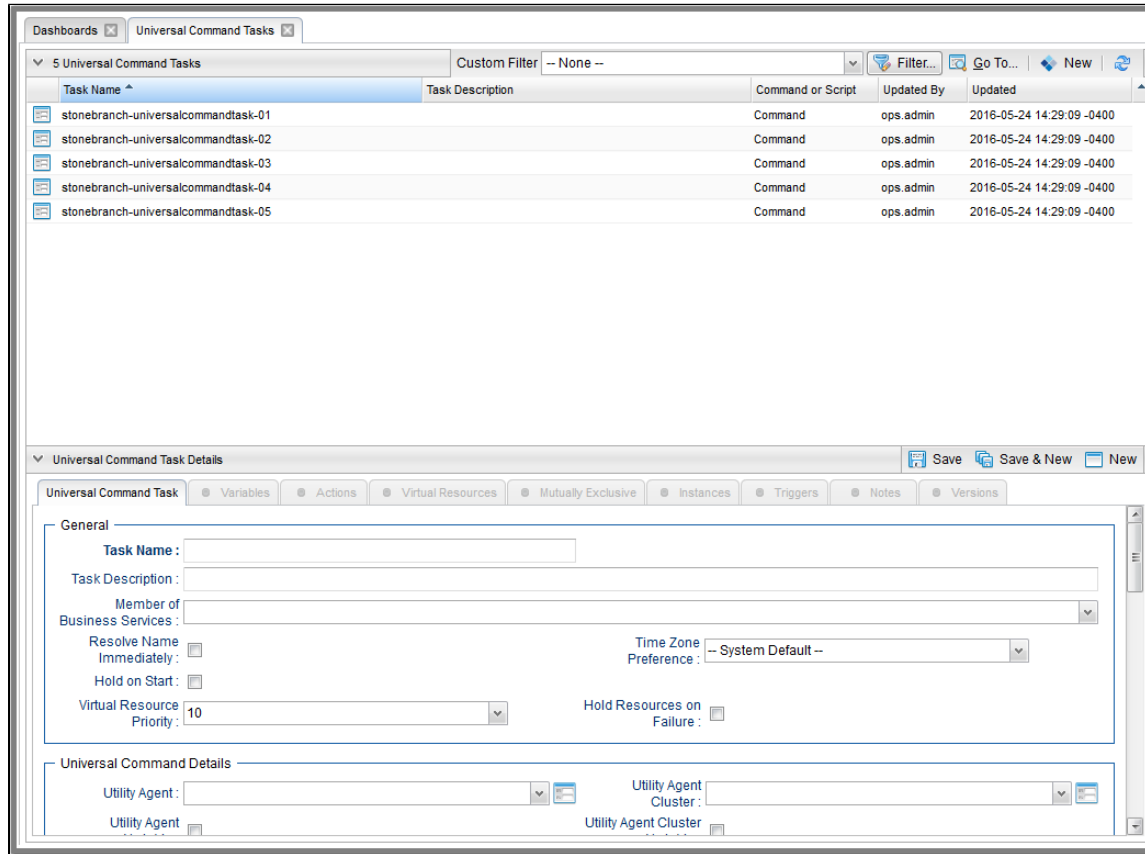 Dashboards Universal Command Tasks
5 Universal Command Tasks Custom Filter -- None -- Filter... Go To... New
Task Name Task Description Command or Script Updated By Updated
stonebranch-universalcommandtask-01 Command ops.admin 2016-05-24 14:29:09 -0400
stonebranch-universalcommandtask-02 Command ops.admin 2016-05-24 14:29:09 -0400
stonebranch-universalcommandtask-03 Command ops.admin 2016-05-24 14:29:09 -0400
stonebranch-universalcommandtask-04 Command ops.admin 2016-05-24 14:29:09 -0400
stonebranch-universalcommandtask-05 Command ops.admin 2016-05-24 14:29:09 -0400
Universal Command Task Details Save Save & New New
Universal Command Task Variables Actions Virtual Resources Mutually Exclusive Instances Triggers Notes Versions
General
Task Name :
Task Description :
Member of
Business Services :
Resolve Name
Immediately :
Time Zone
Preference : -- System Default --
Hold on Start :
Virtual Resource
Priority : 10
Hold Resources on
Failure :
Universal Command Details
Utility Agent :
Utility Agent
Cluster :
Utility Agent
Utility Agent Cluster